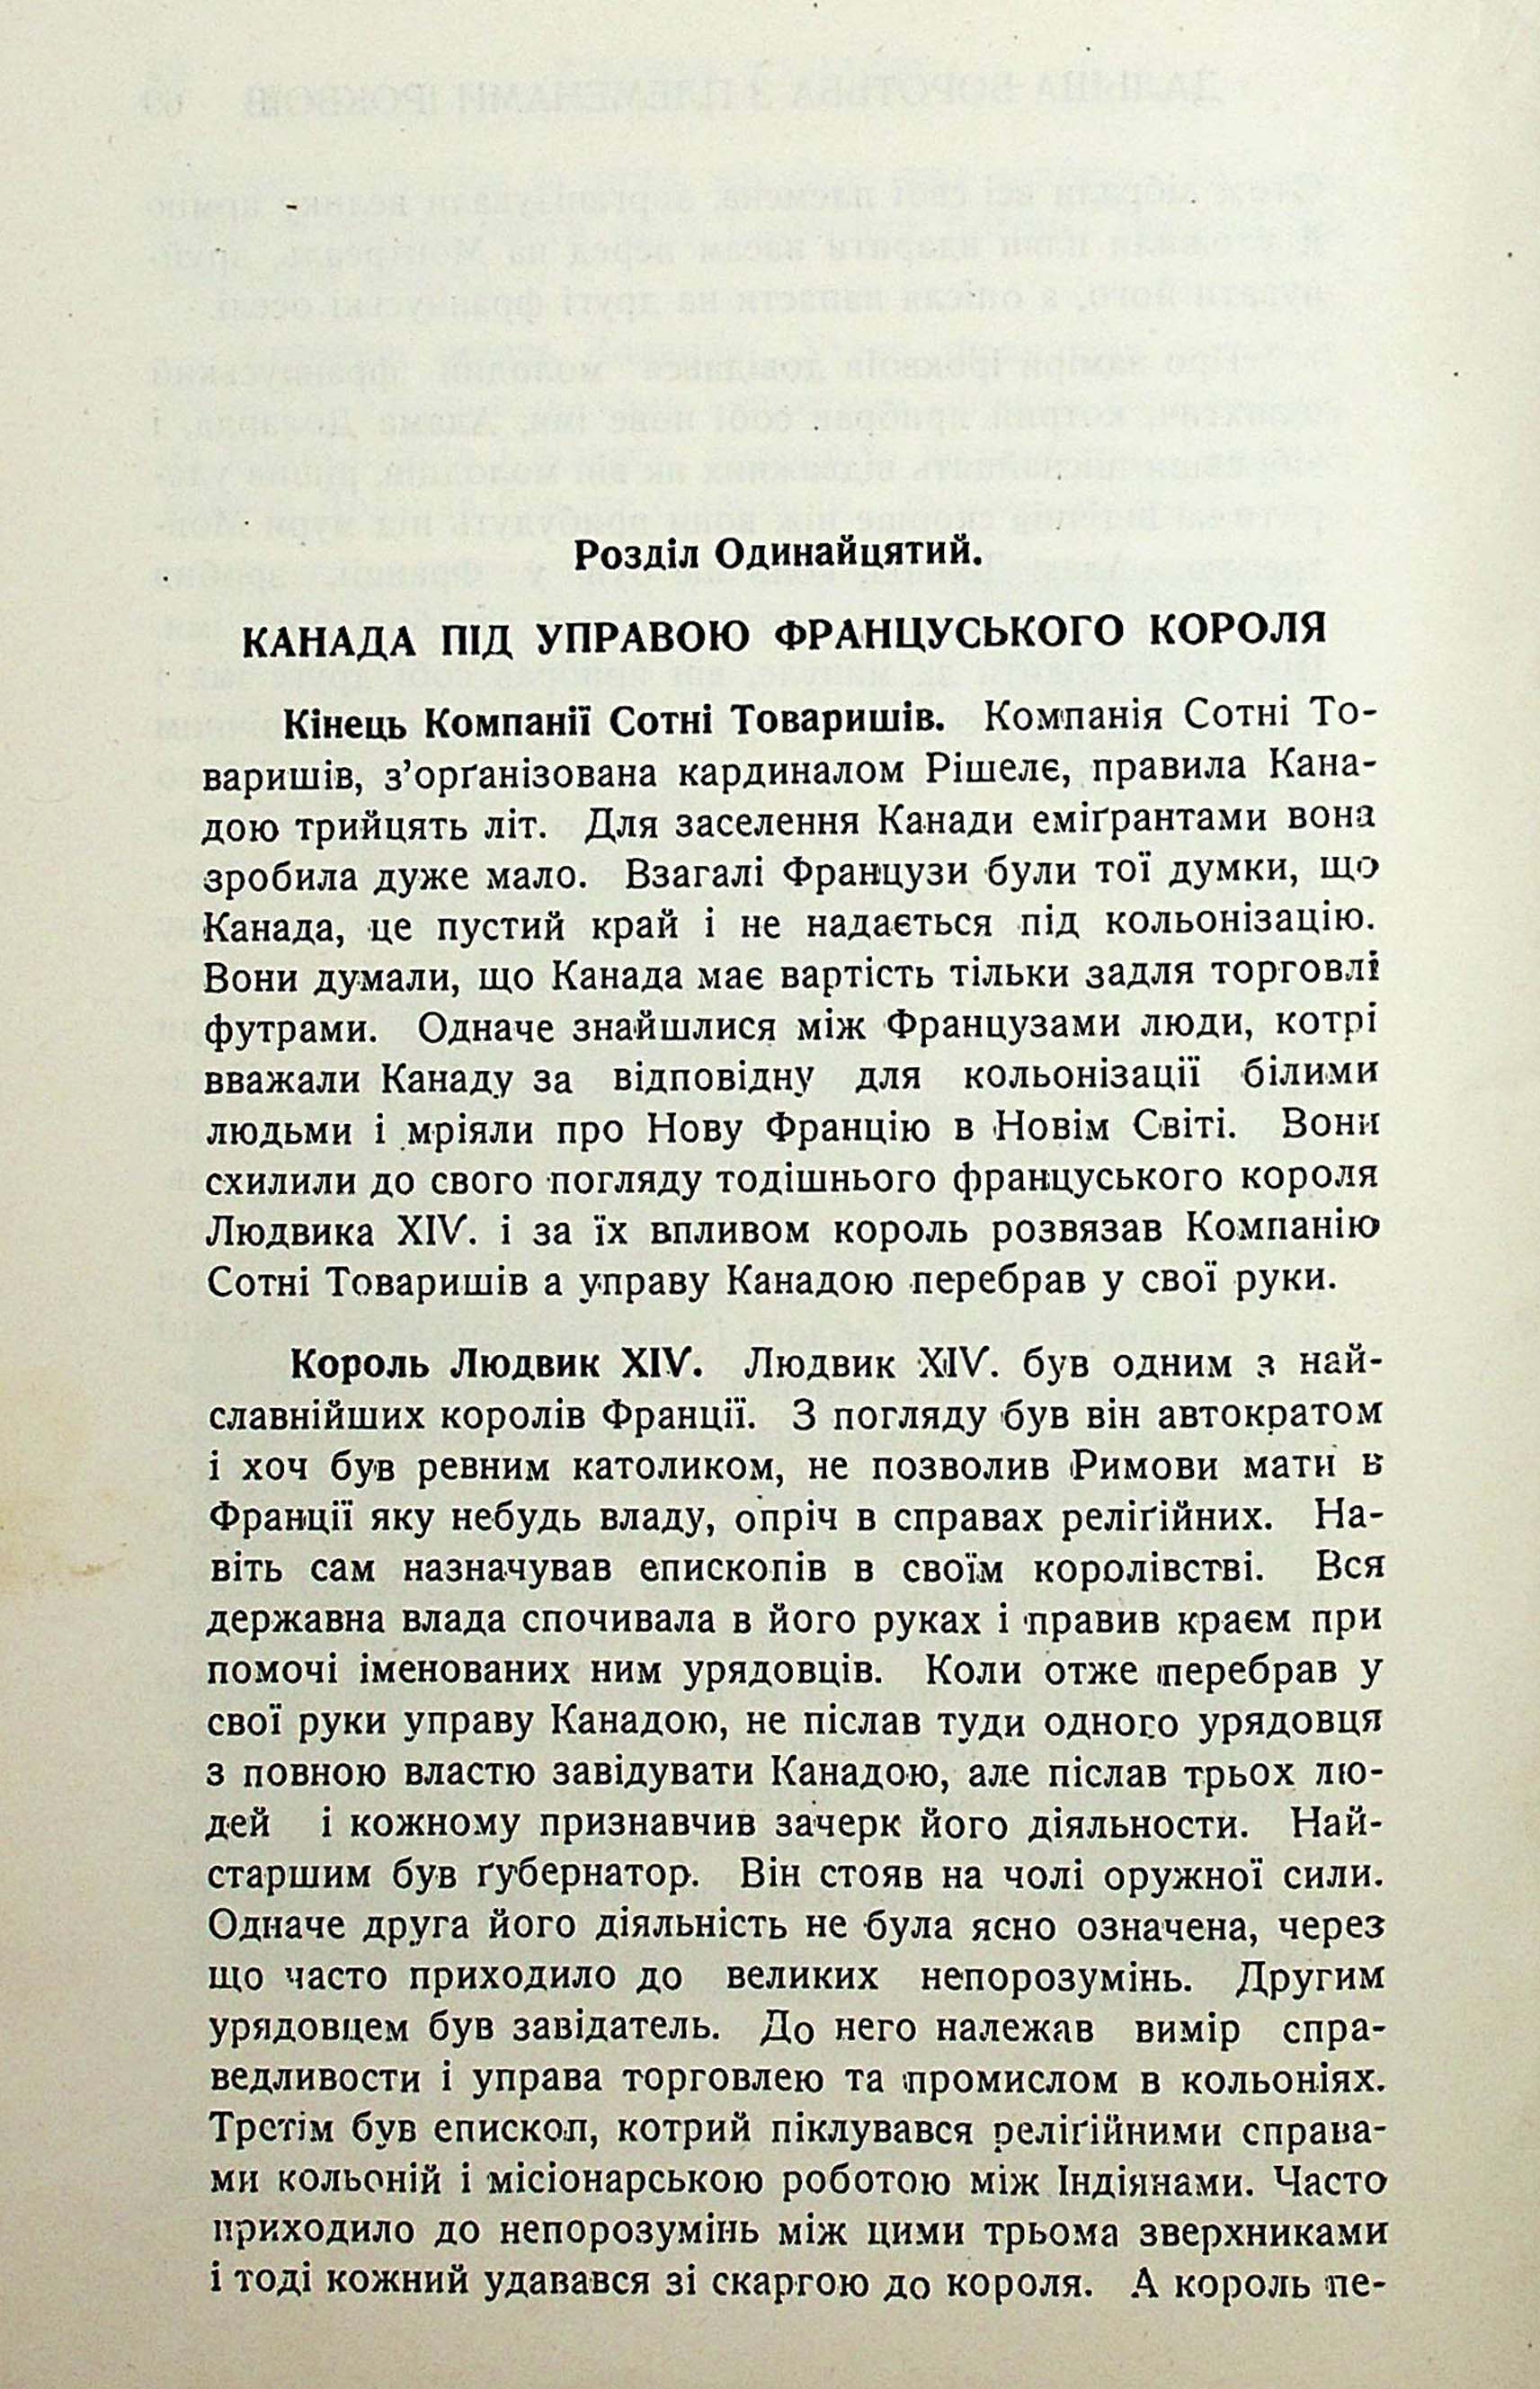 Розділ Одинайцятий.
КАНАДА ПІД УПРАВОЮ ФРАНЦУСЬКОГО КОРОЛЯ
Кінець Компанії Сотні Товаришів. Компанія Сотні То-
варишів, з’орґанізована кардиналом Рішелє, правила Кана-
дою трийцять літ. Для заселення Канади еміґрантами вона
зробила дуже мало. Взагалі Французи були тої думки, що
Канада, це пустий край і не надається під кольонізацію.
Вони думали, що Канада має вартість тільки задля торговлі
футрами. Одначе знайшлися між Французами люди, котрі
вважали Канаду за відповідну для кольонізації білими
людьми і мріяли про Нову Францію в Новім Світі. Вони
схилили до свого погляду тодішнього француського короля
Людвика XIV. і за їх впливом король розвязав Компанію
Сотні Товаришів а управу Канадою перебрав у свої руки.
Король Людвик XIV. Людвик XIV. був одним з най-
славнійших королів Франції. З погляду був він автократом
і хоч був ревним католиком, не позволив Римови мати в
Франції яку небудь владу, опріч в справах реліґійних. На-
віть сам назначував епископів в своїм королівстві. Вся
державна влада спочивала в його руках і правив краєм при
помочі іменованих ним урядовців. Коли отже перебрав у
свої руки управу Канадою, не післав туди одного урядовця
з повною властю завідувати Канадою, але післав трьох лю-
дей і кожному признавчив зачерк його діяльности. Най-
старшим був ґубернатор. Він стояв на чолі оружної сили.
Одначе друга його діяльність не була ясно означена, через
що часто приходило до великих непорозумінь. Другим
урядовцем був завідатель. До него належав вимір спра-
ведливости і управа торговлею та промислом в кольоніях.
Третім був епископ, котрий піклувався реліґійними справа-
ми кольоній і місіонарською роботою між Індіянами. Часто
приходило до непорозумінь між цими трьома зверхниками
і тоді кожний удавався зі скаргою до короля. А король пе-